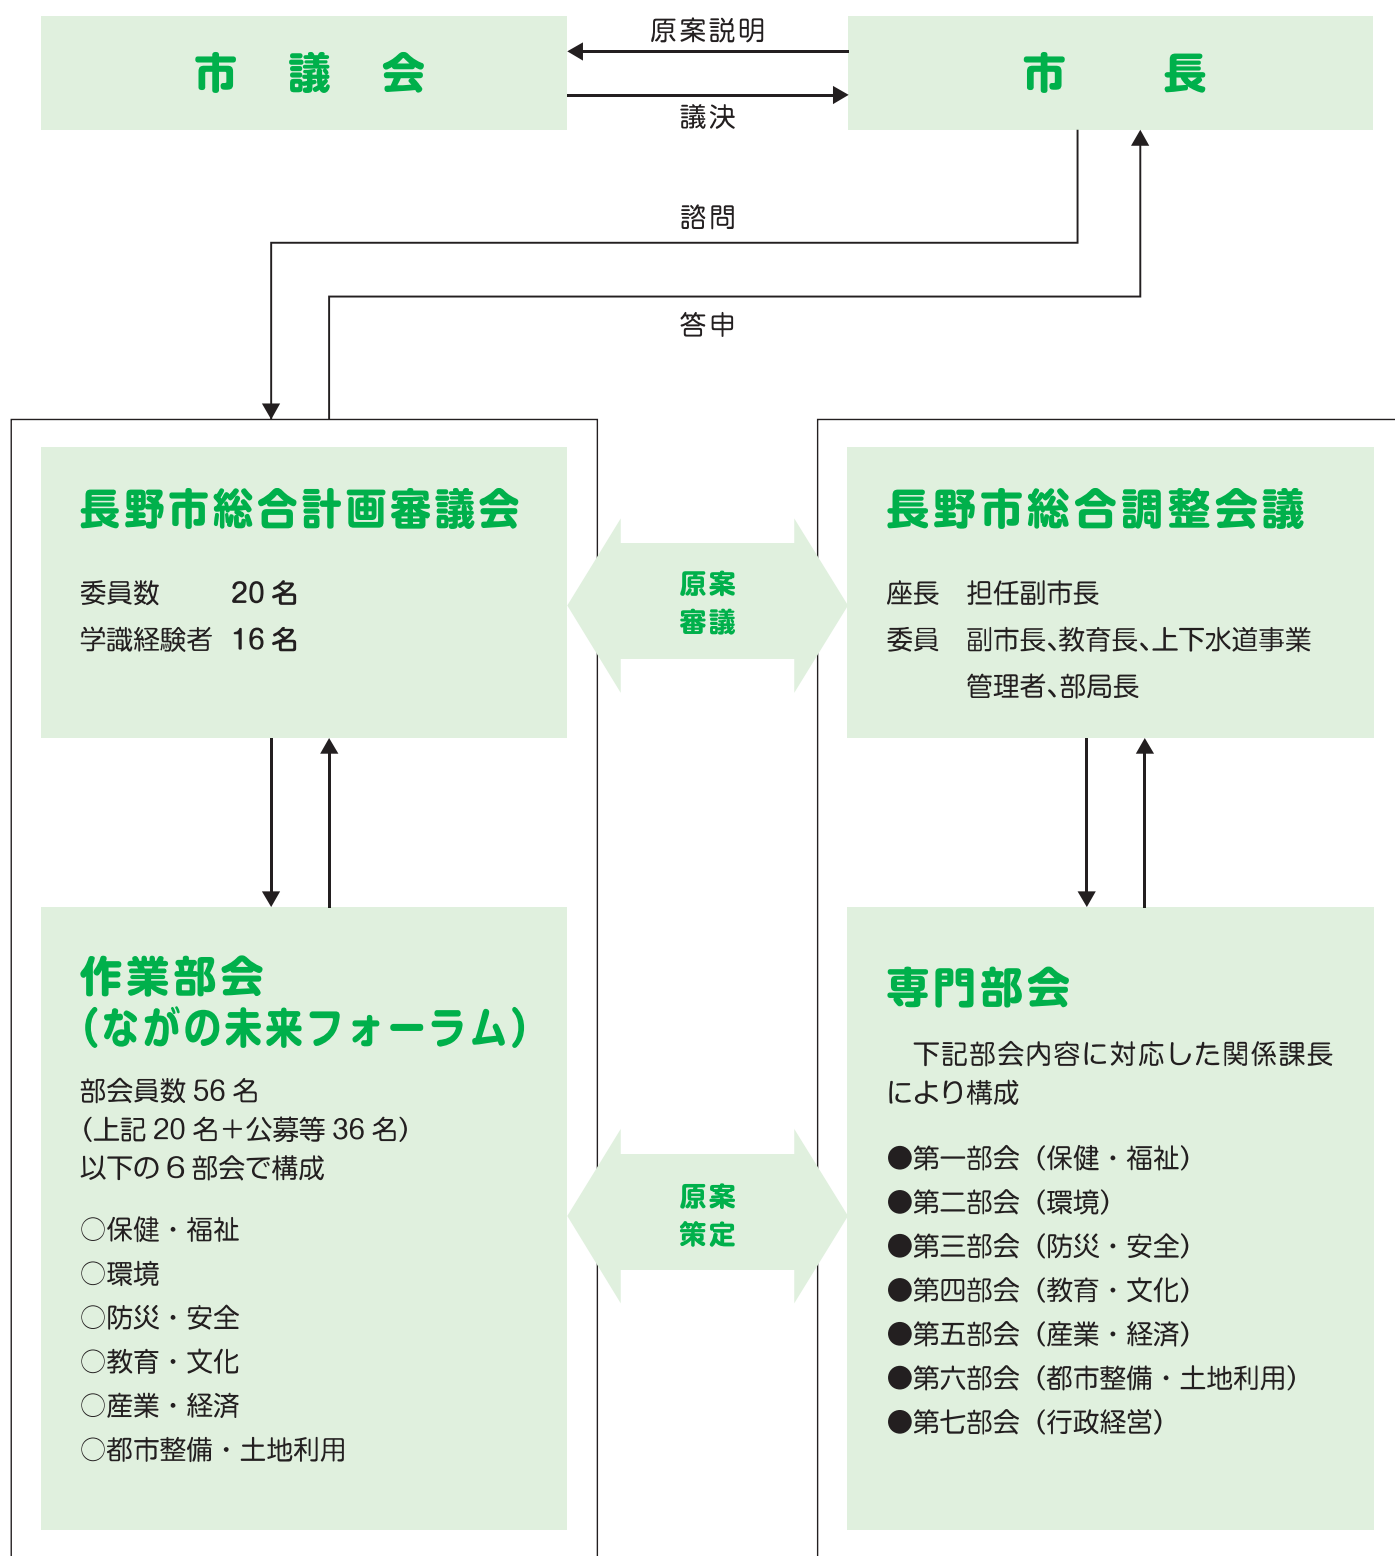 市 議 会
原案説明
議決
市 長
諮問
答申
長野市総合計画審議会
委員数 20 名
学識経験者 16 名
原案
審議
長野市総合調整会議
座長 担任副市長
委員 副市長、教育長、上下水道事業
管理者、部局長
作業部会
（ながの未来フォーラム）
部会員数 56 名
（上記 20 名＋公募等 36 名）
以下の 6 部会で構成
○保健・福祉
○環境
○防災・安全
○教育・文化
○産業・経済
○都市整備・土地利用
原案
策定
専門部会
下記部会内容に対応した関係課長
により構成
●第一部会（保健・福祉）
●第二部会（環境）
●第三部会（防災・安全）
●第四部会（教育・文化）
●第五部会（産業・経済）
●第六部会（都市整備・土地利用）
●第七部会（行政経営）